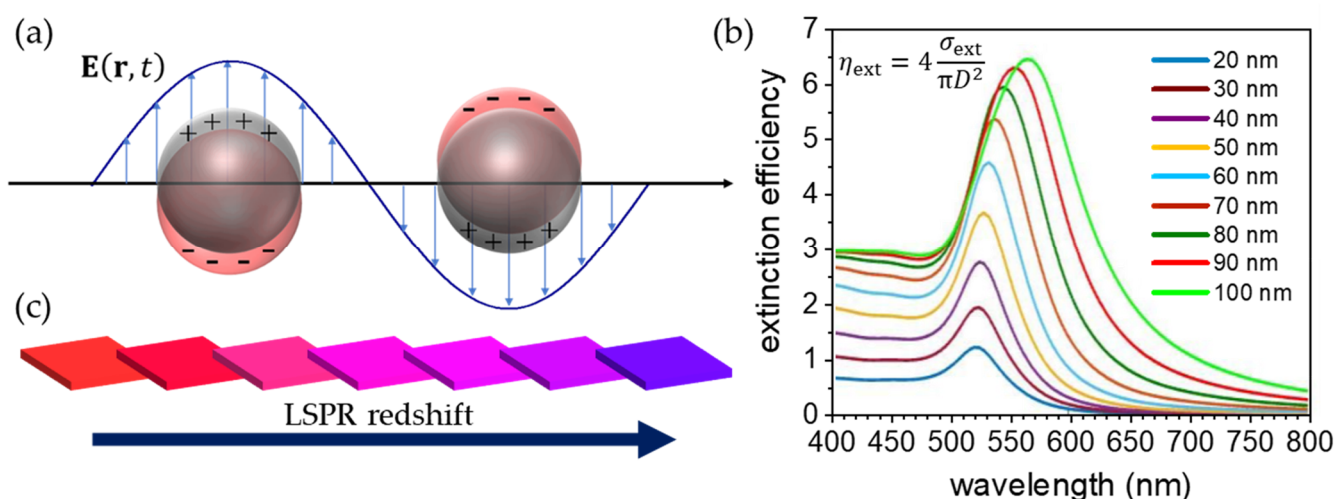 (a)
E(r, t)
+ + + +
- - - -
- - - -
+ + + +
(c)
LSPR redshift
(b)
η_ext = 4 σ_ext / πD²
extinction efficiency
7
6
5
4
3
2
1
0
400 450 500 550 600 650 700 750 800
wavelength (nm)
20 nm
30 nm
40 nm
50 nm
60 nm
70 nm
80 nm
90 nm
100 nm